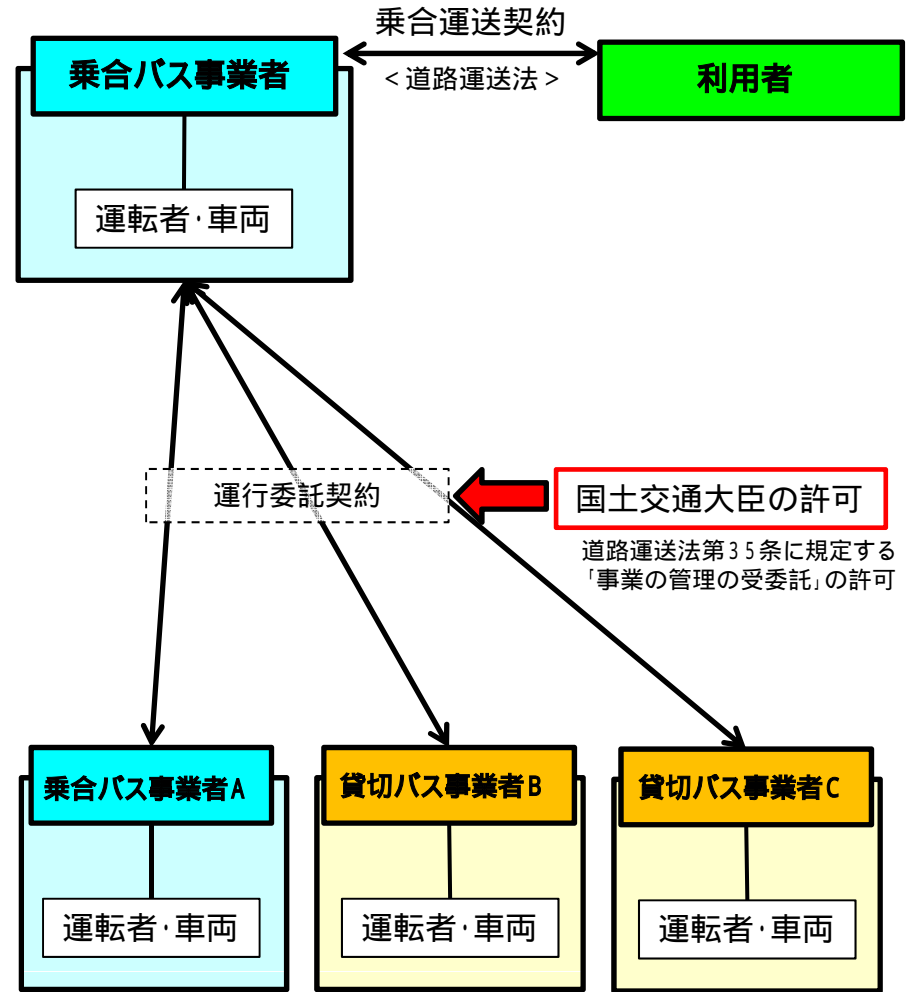 乗合運送契約
<道路運送法>
乗合バス事業者
利用者
運転者・車両
運行委託契約
国土交通大臣の許可
道路運送法第35条に規定する
「事業の管理の受委託」の許可
乗合バス事業者A
貸切バス事業者B
貸切バス事業者C
運転者・車両
運転者・車両
運転者・車両